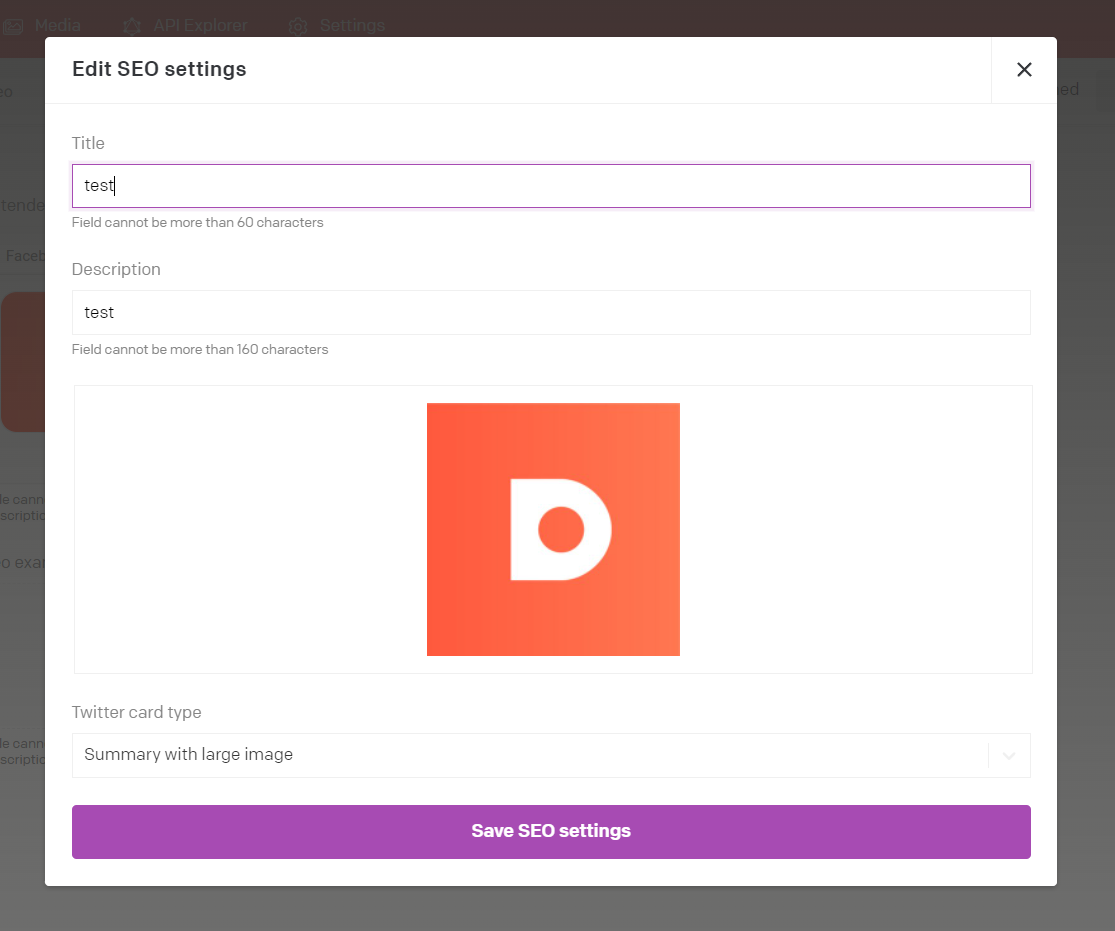 Media API Explorer Settings
Edit SEO settings
Title
test
Field cannot be more than 60 characters
Description
test
Field cannot be more than 160 characters
Twitter card type
Summary with large image
Save SEO settings